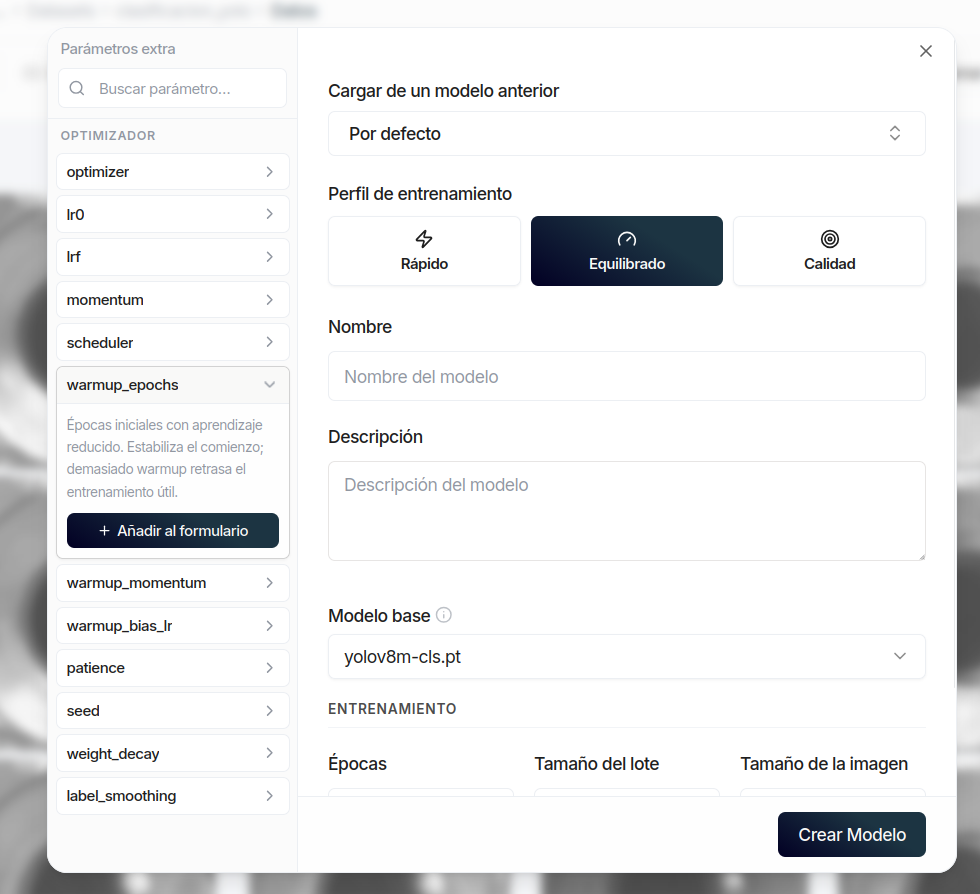 Parámetros extra
Buscar parámetro...
OPTIMIZADOR
optimizer
lr0
lrf
momentum
scheduler
warmup_epochs
Épocas iniciales con aprendizaje
reducido. Estabiliza el comienzo;
demasiado warmup retrasa el
entrenamiento útil.
+ Añadir al formulario
warmup_momentum
warmup_bias_lr
patience
seed
weight_decay
label_smoothing
Cargar de un modelo anterior
Por defecto
Perfil de entrenamiento
Rápido
Equilibrado
Calidad
Nombre
Nombre del modelo
Descripción
Descripción del modelo
Modelo base
yolov8m-cls.pt
ENTRENAMIENTO
Épocas
Tamaño del lote
Tamaño de la imagen
Crear Modelo